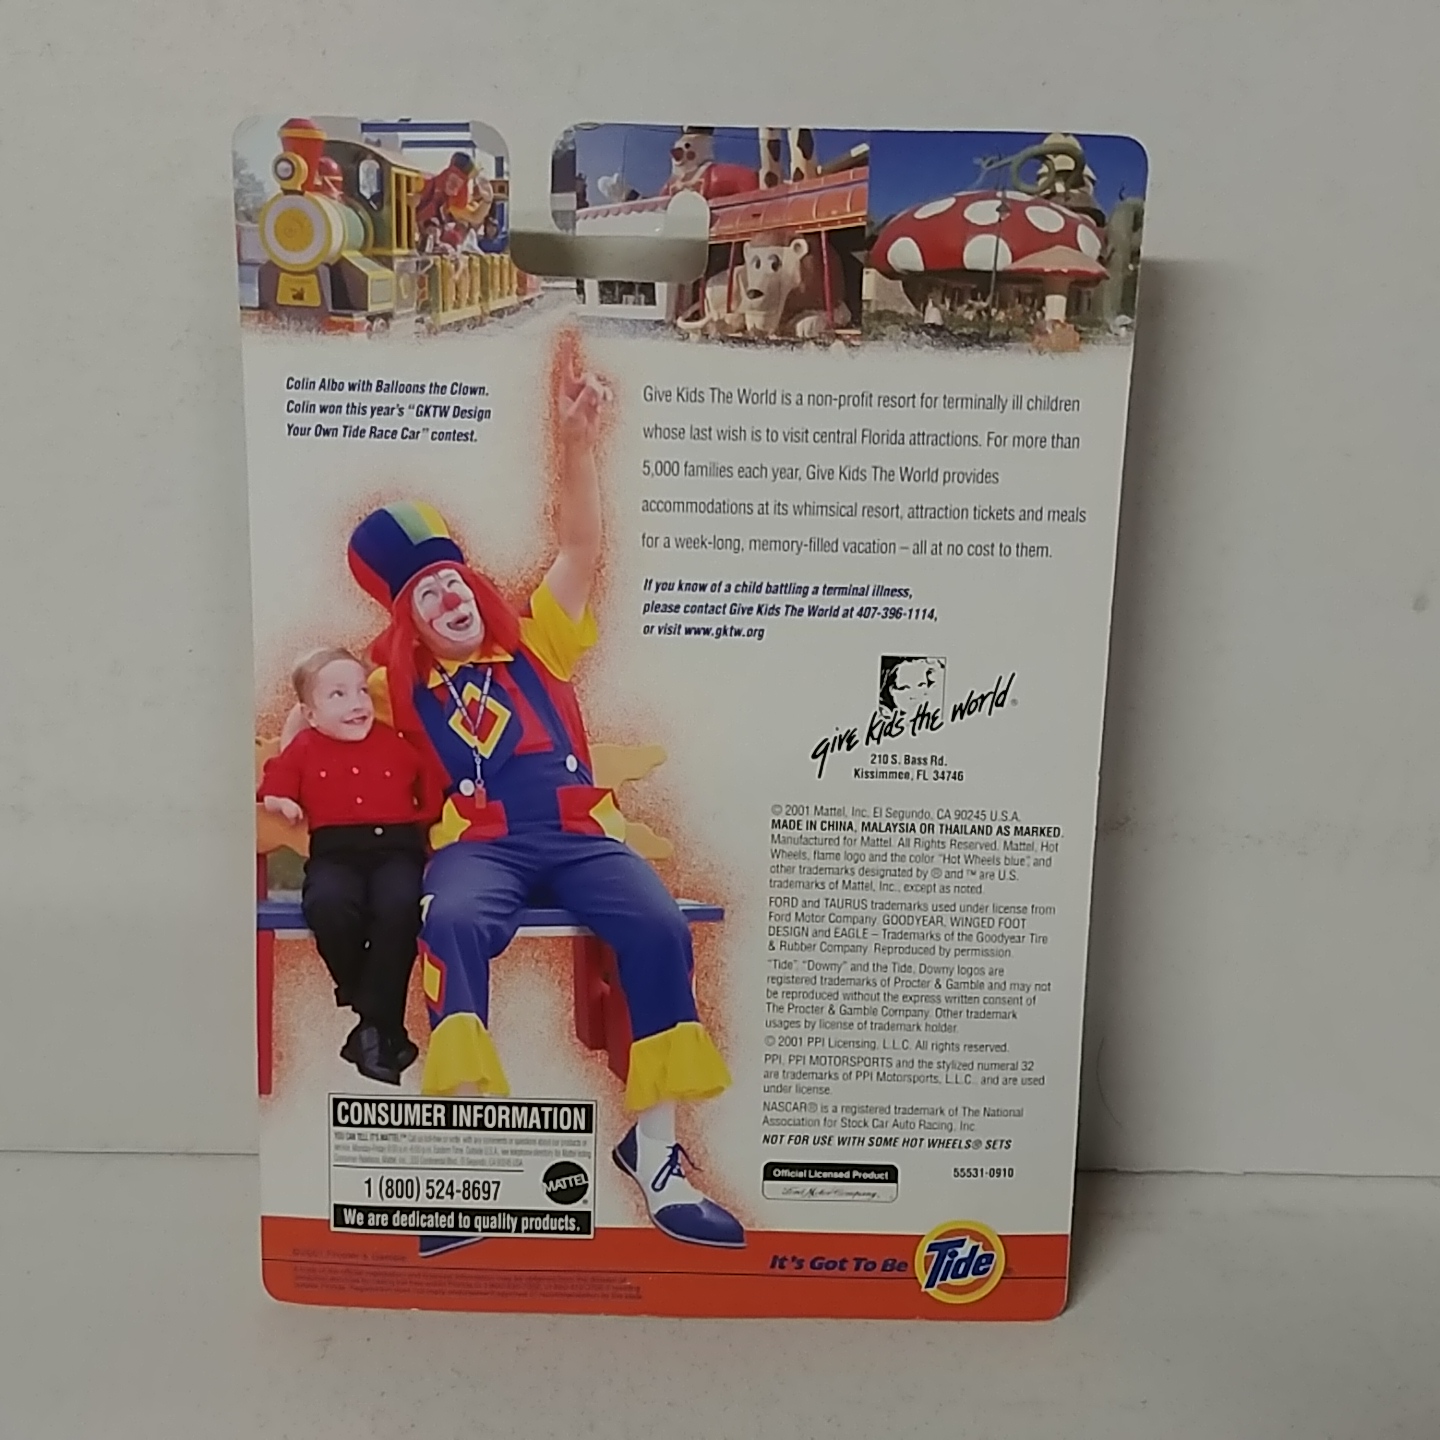 Colin Albo with Balloons the Clown.
Colin won this year's "GKTW Design
Your Own Tide Race Car" contest.
Give Kids The World is a non-profit resort for terminally ill children
whose last wish is to visit central Florida attractions. For more than
5,000 families each year, Give Kids The World provides
accommodations at its whimsical resort, attraction tickets and meals
for a week-long, memory-filled vacation – all at no cost to them.
If you know of a child battling a terminal illness,
please contact Give Kids The World at 407-396-1114,
or visit www.gktw.org
give kids the world®
210 S. Bass Rd.
Kissimmee, FL 34746
© 2001 Mattel, Inc. El Segundo, CA 90245 U.S.A.
MADE IN CHINA, MALAYSIA OR THAILAND AS MARKED.
Manufactured for Mattel. All Rights Reserved. Mattel, Hot
Wheels, flame logo and the color "Hot Wheels blue", and
other trademarks designated by ® and ™ are U.S.
trademarks of Mattel, Inc., except as noted.
FORD and TAURUS trademarks used under license from
Ford Motor Company. GOODYEAR, WINGED FOOT
DESIGN and EAGLE – Trademarks of the Goodyear Tire
& Rubber Company. Reproduced by permission.
"Tide", "Downy" and the Tide, Downy logos are
registered trademarks of Procter & Gamble and may not
be reproduced without the express written consent of
The Procter & Gamble Company. Other trademark
usages by license of trademark holder.
© 2001 PPI Licensing, L.L.C. All rights reserved.
PPI, PPI MOTORSPORTS and the stylized numeral 32
are trademarks of PPI Motorsports, L.L.C., and are used
under license.
NASCAR® is a registered trademark of The National
Association for Stock Car Auto Racing, Inc.
NOT FOR USE WITH SOME HOT WHEELS® SETS
Official Licensed Product
Ford Motor Company
55531-0910
CONSUMER INFORMATION
YOU CAN TELL IT'S MATTEL!™
1 (800) 524-8697
MATTEL®
We are dedicated to quality products.
It's Got To Be Tide®